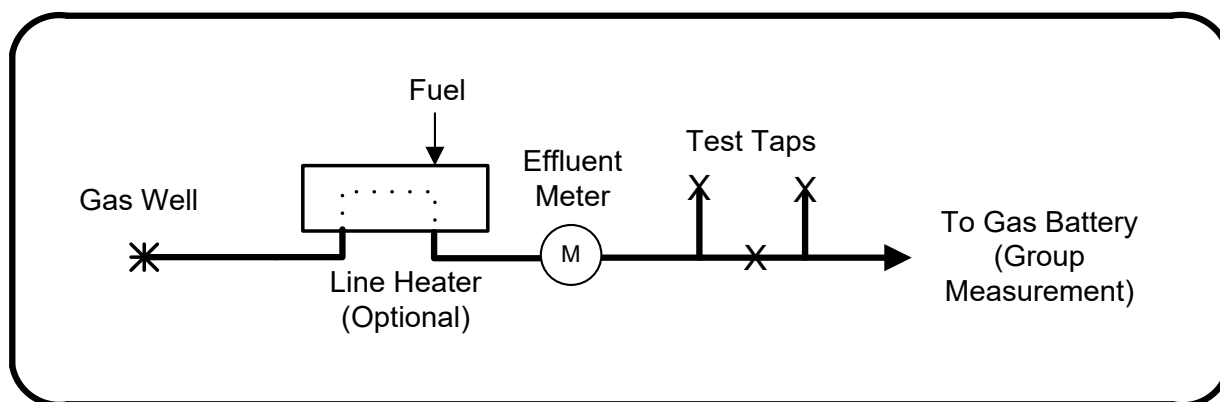 Fuel
Gas Well
Line Heater
(Optional)
Effluent
Meter
M
Test Taps
To Gas Battery
(Group
Measurement)